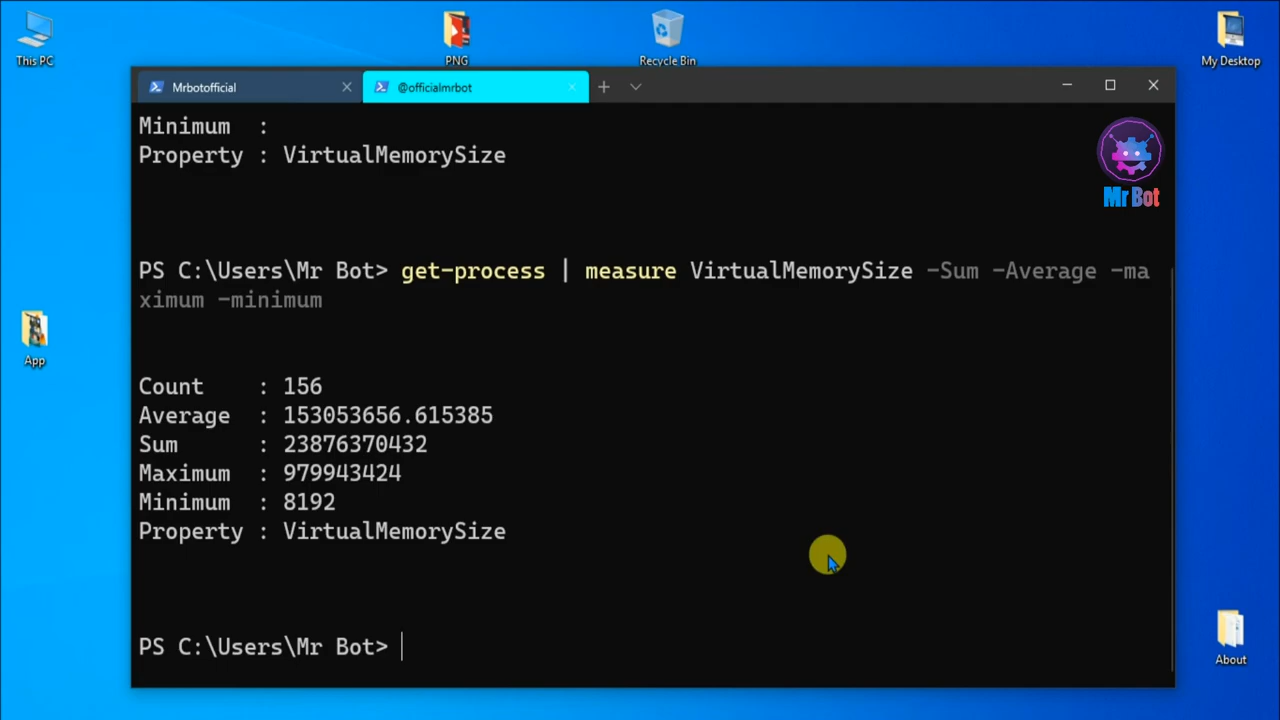 This PC
PNG
Recycle Bin
My Desktop
Mrbotofficial
@officialmrbot
Minimum  :
Property : VirtualMemorySize
Mr Bot
PS C:\Users\Mr Bot> get-process | measure VirtualMemorySize -Sum -Average -ma
ximum -minimum
App
Count    : 156
Average  : 153053656.615385
Sum      : 23876370432
Maximum  : 979943424
Minimum  : 8192
Property : VirtualMemorySize
PS C:\Users\Mr Bot>
About